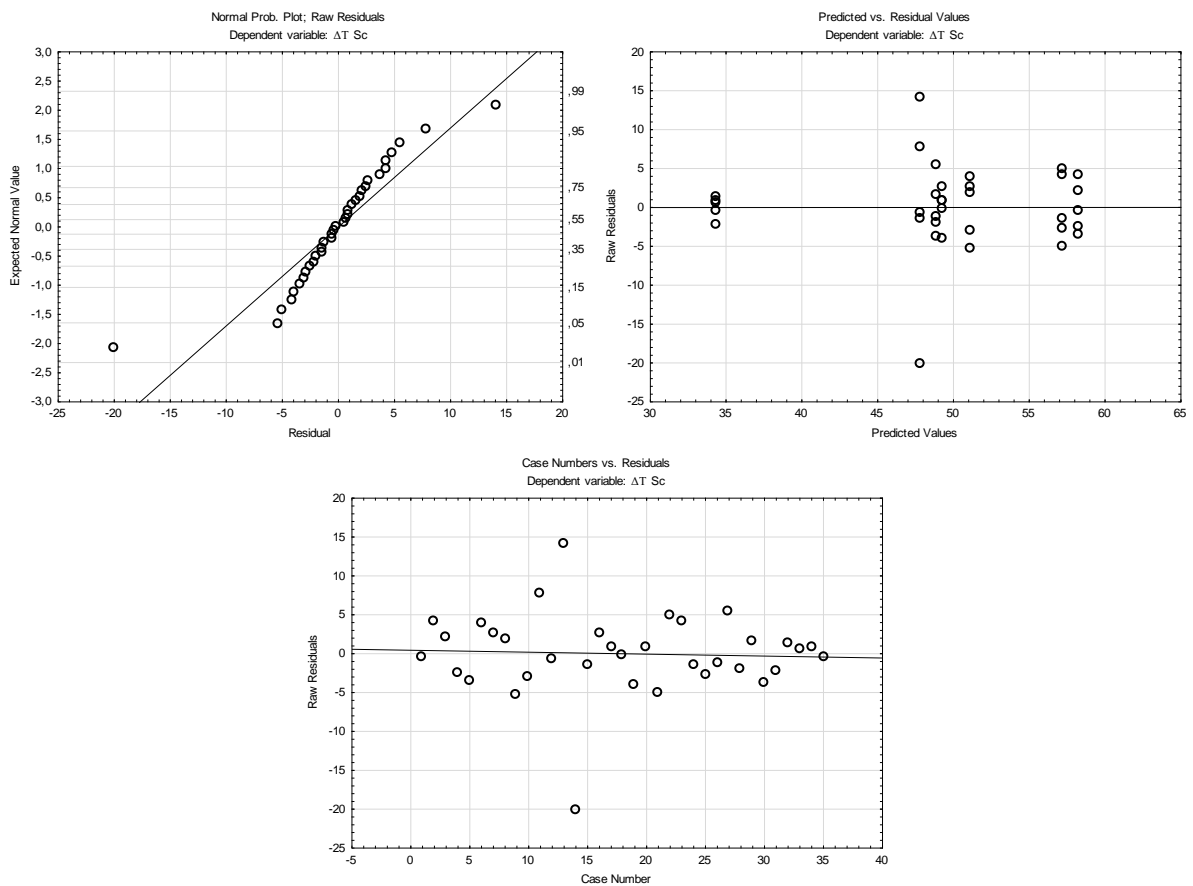 Normal Prob. Plot; Raw Residuals
Dependent variable: ΔT Sc
3,0
2,5
2,0
1,5
1,0
0,5
0,0
-0,5
-1,0
-1,5
-2,0
-2,5
-3,0
Expected Normal Value
,99
,95
,75
,55
,35
,15
,05
,01
-25 -20 -15 -10 -5 0 5 10 15 20
Residual
Predicted vs. Residual Values
Dependent variable: ΔT Sc
20
15
10
5
0
-5
-10
-15
-20
-25
Raw Residuals
30 35 40 45 50 55 60 65
Predicted Values
Case Numbers vs. Residuals
Dependent variable: ΔT Sc
20
15
10
5
0
-5
-10
-15
-20
-25
Raw Residuals
-5 0 5 10 15 20 25 30 35 40
Case Number